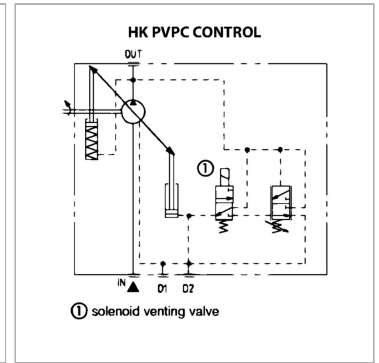 HK PVPC CONTROL
OUT
①
IN D1 D2
① solenoid venting valve